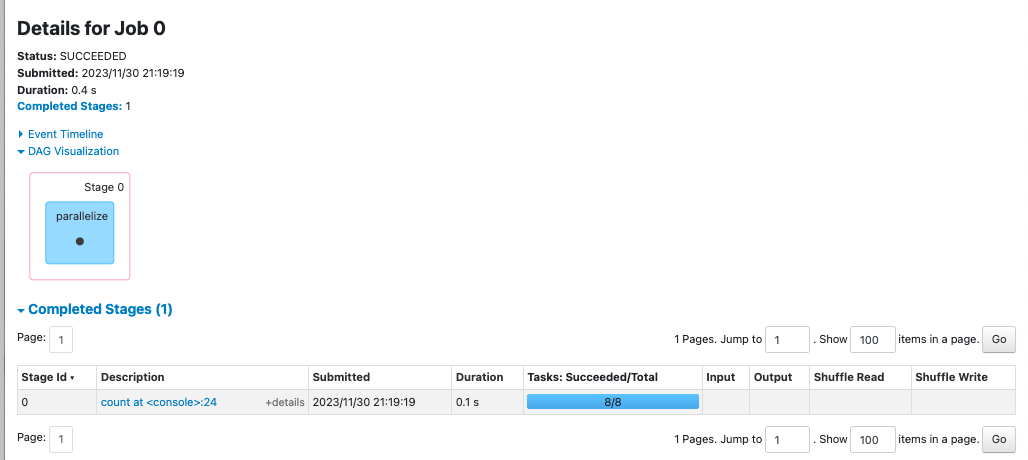 Details for Job 0
Status: SUCCEEDED
Submitted: 2023/11/30 21:19:19
Duration: 0.4 s
Completed Stages: 1
Event Timeline
DAG Visualization
Stage 0
parallelize
Completed Stages (1)
Page: 1 1 Pages. Jump to 1 . Show 100 items in a page. Go
Stage Id ▾ Description Submitted Duration Tasks: Succeeded/Total Input Output Shuffle Read Shuffle Write
0 count at <console>:24 +details 2023/11/30 21:19:19 0.1 s 8/8
Page: 1 1 Pages. Jump to 1 . Show 100 items in a page. Go